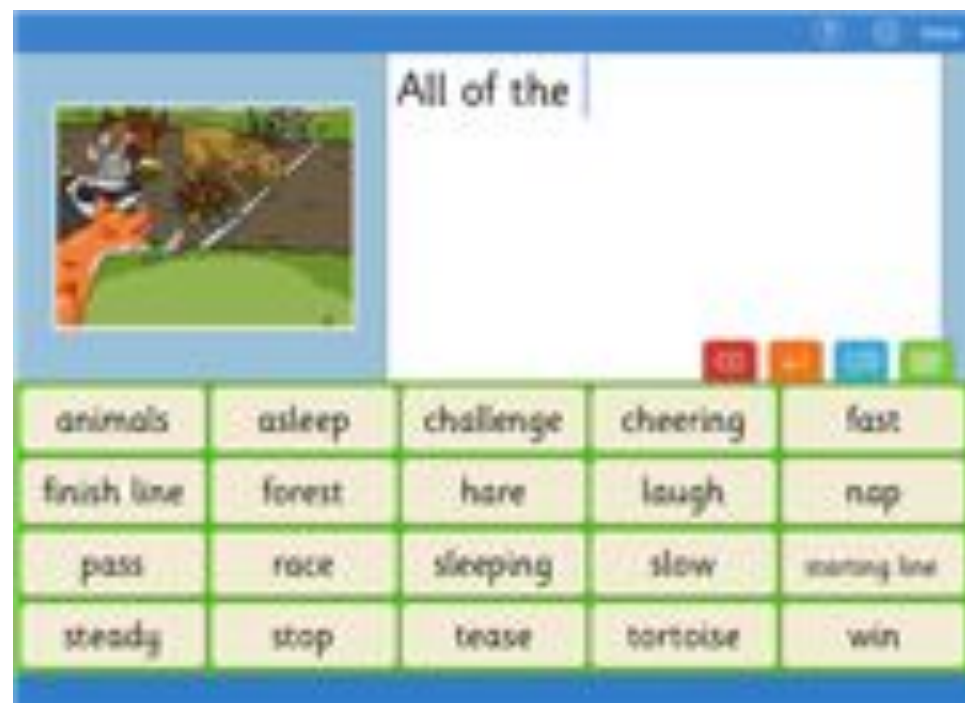 All of the
animals asleep challenge cheering fast
finish line forest hare laugh nap
pass race sleeping slow starting line
steady stop tease tortoise win